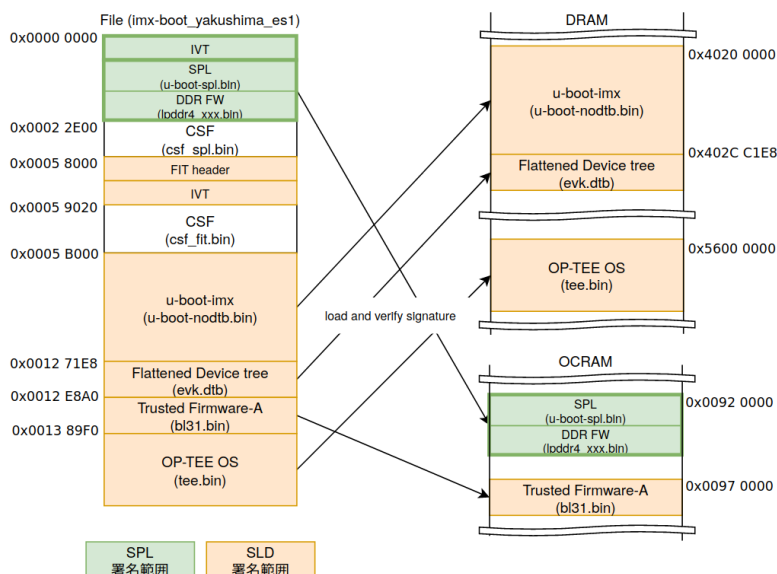 File (imx-boot_yakushima_es1)
0x0000 0000
IVT
SPL
(u-boot-spl.bin)
DDR FW
(lpddr4_xxx.bin)
0x0002 2E00
CSF
(csf_spl.bin)
0x0005 8000
FIT header
IVT
0x0005 9020
CSF
(csf_fit.bin)
0x0005 B000
u-boot-imx
(u-boot-nodtb.bin)
0x0012 71E8
Flattened Device tree
(evk.dtb)
0x0012 E8A0
Trusted Firmware-A
(bl31.bin)
0x0013 89F0
OP-TEE OS
(tee.bin)
load and verify signature
DRAM
0x4020 0000
u-boot-imx
(u-boot-nodtb.bin)
0x402C C1E8
Flattened Device tree
(evk.dtb)
0x5600 0000
OP-TEE OS
(tee.bin)
OCRAM
0x0092 0000
SPL
(u-boot-spl.bin)
DDR FW
(lpddr4_xxx.bin)
0x0097 0000
Trusted Firmware-A
(bl31.bin)
SPL
署名範囲
SLD
署名範囲